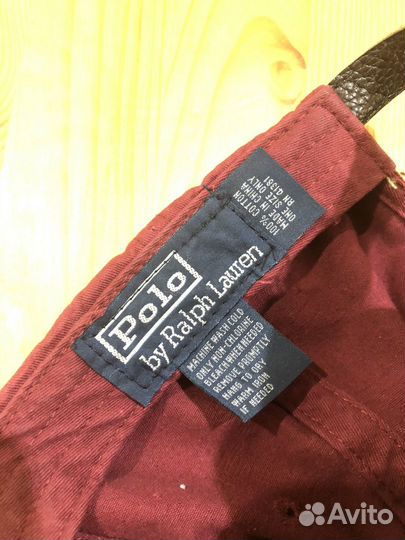 100% COTTON
MADE IN CHINA
ONE SIZE ONLY
RN 41381
Polo
by Ralph Lauren
MACHINE WASH COLD
ONLY NON-CHLORINE
BLEACH WHEN NEEDED
REMOVE PROMPTLY
HANG TO DRY
WARM IRON
IF NEEDED
Avito